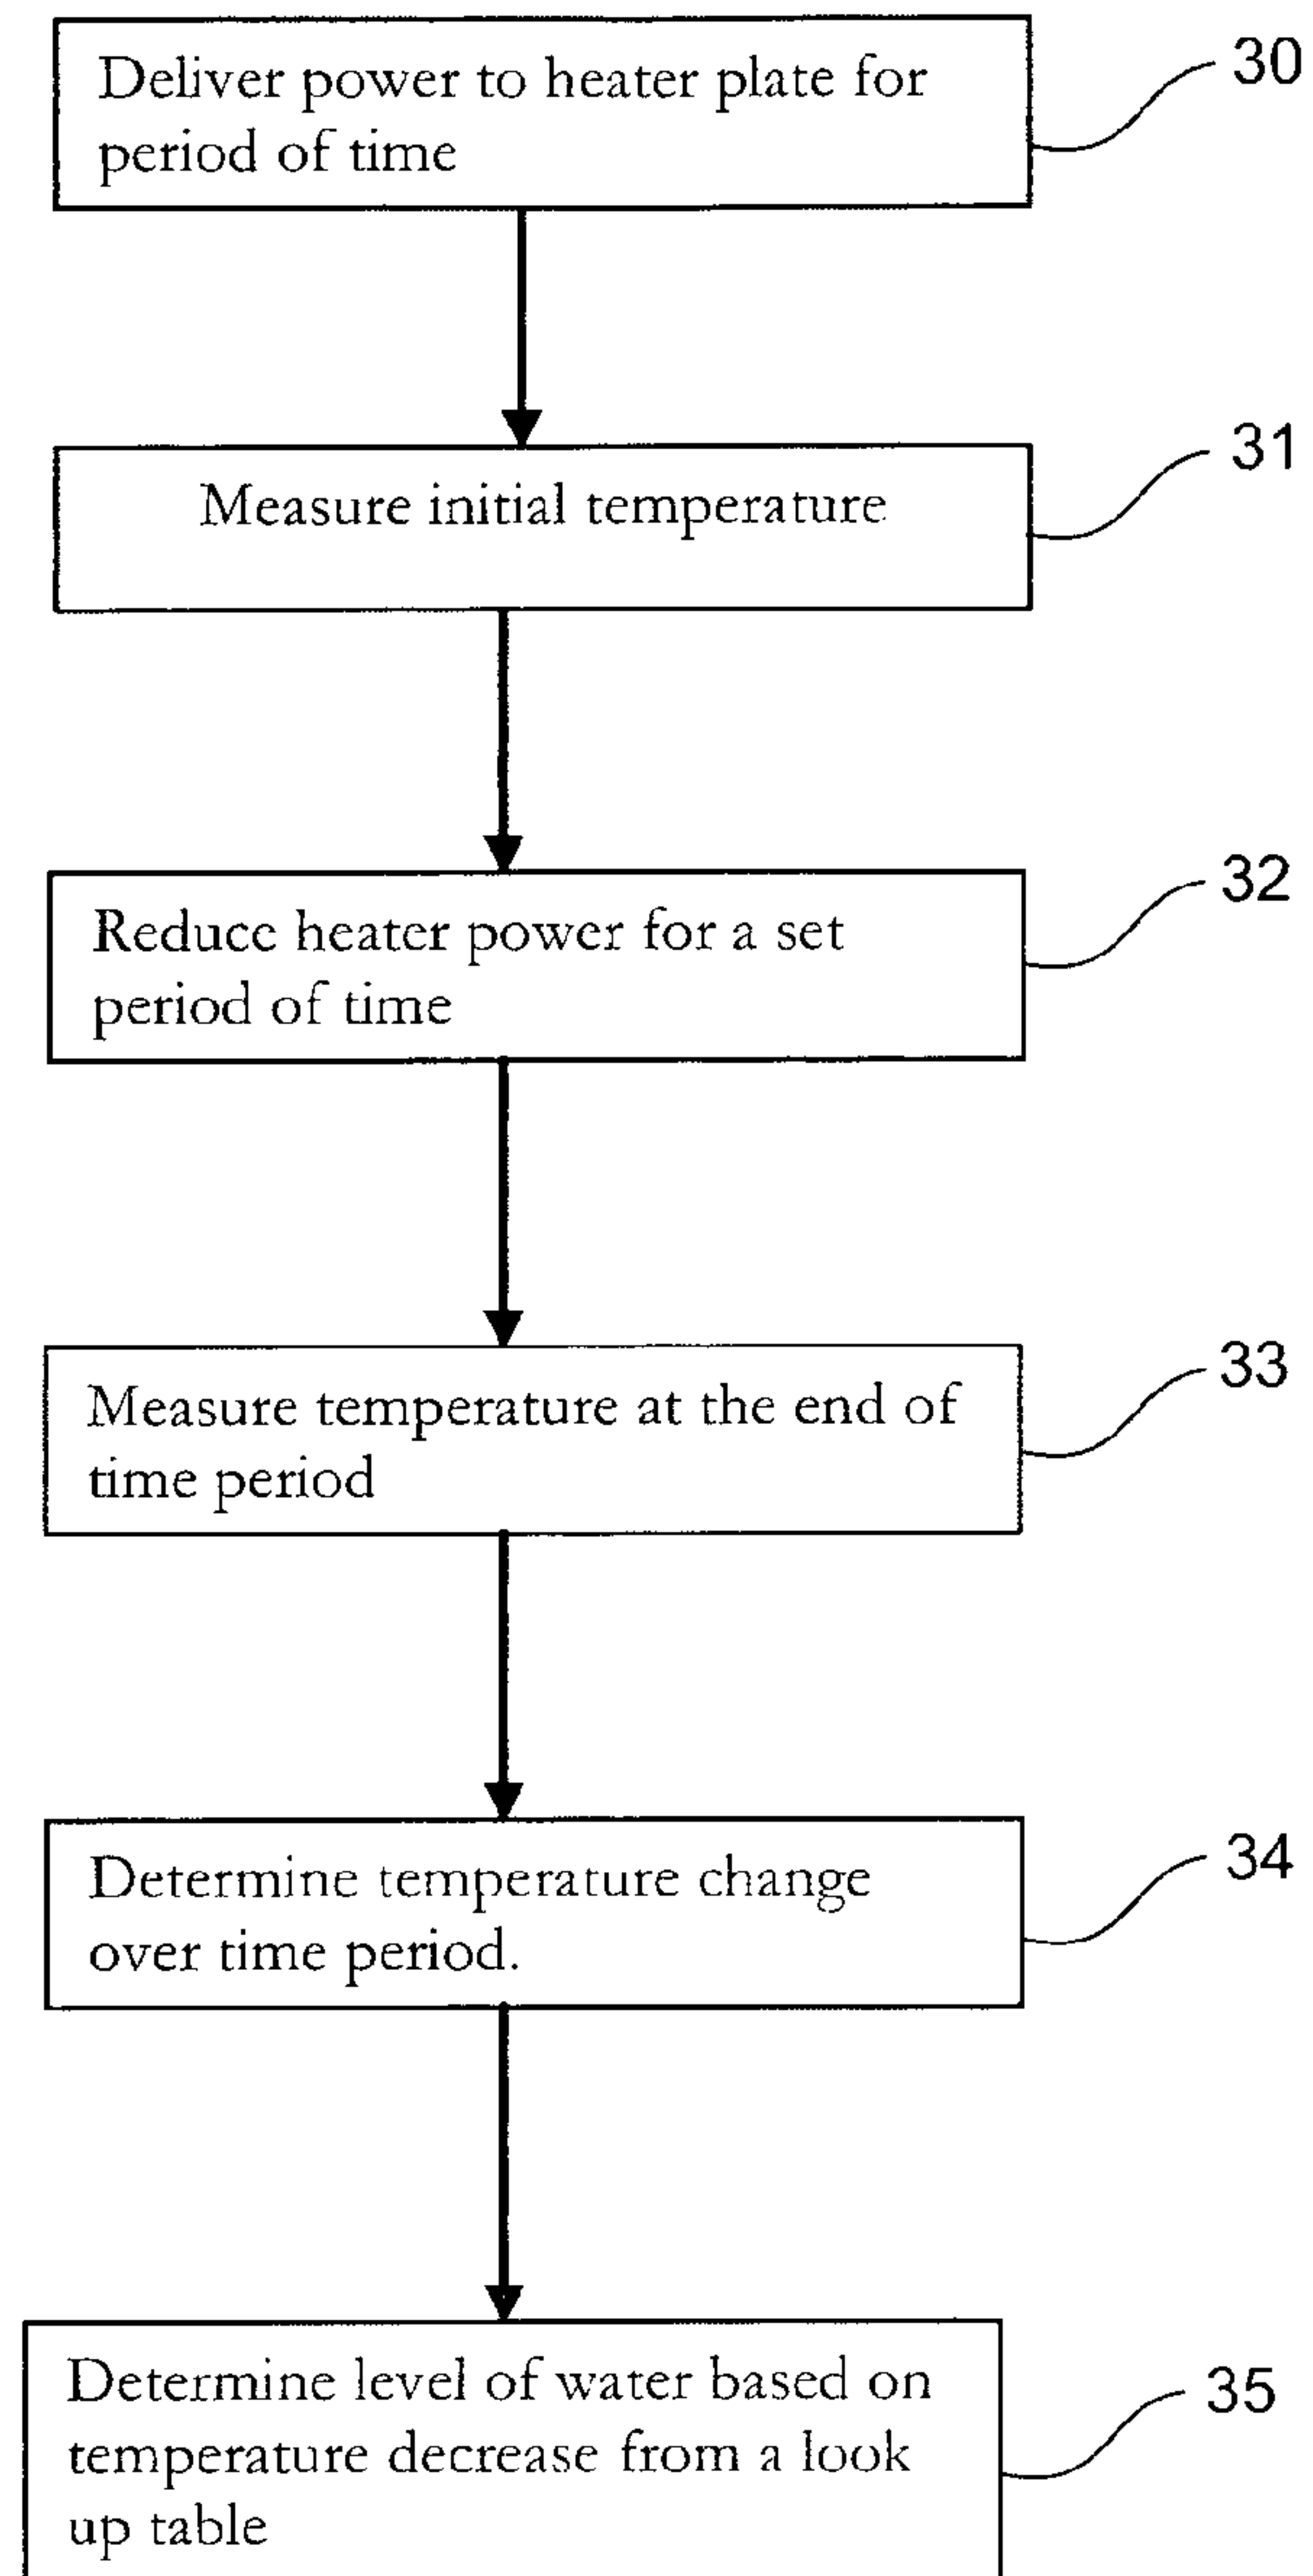 Deliver power to heater plate for
period of time
30
Measure initial temperature
31
Reduce heater power for a set
period of time
32
Measure temperature at the end of
time period
33
Determine temperature change
over time period.
34
Determine level of water based on
temperature decrease from a look
up table
35